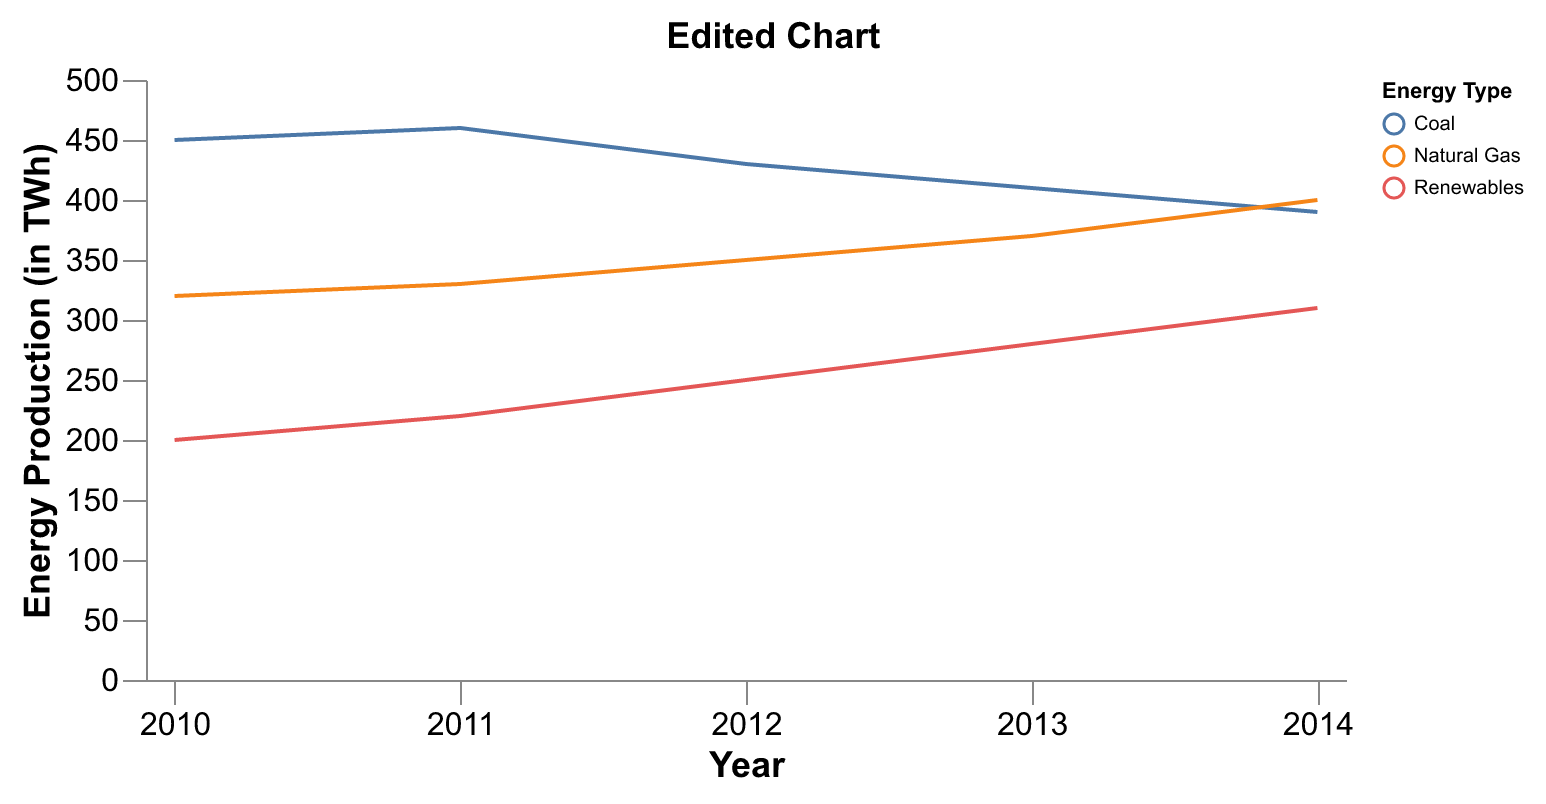 Edited Chart
Energy Production (in TWh)
500
450
400
350
300
250
200
150
100
50
0
2010
2011
2012
2013
2014
Year
Energy Type
Coal
Natural Gas
Renewables